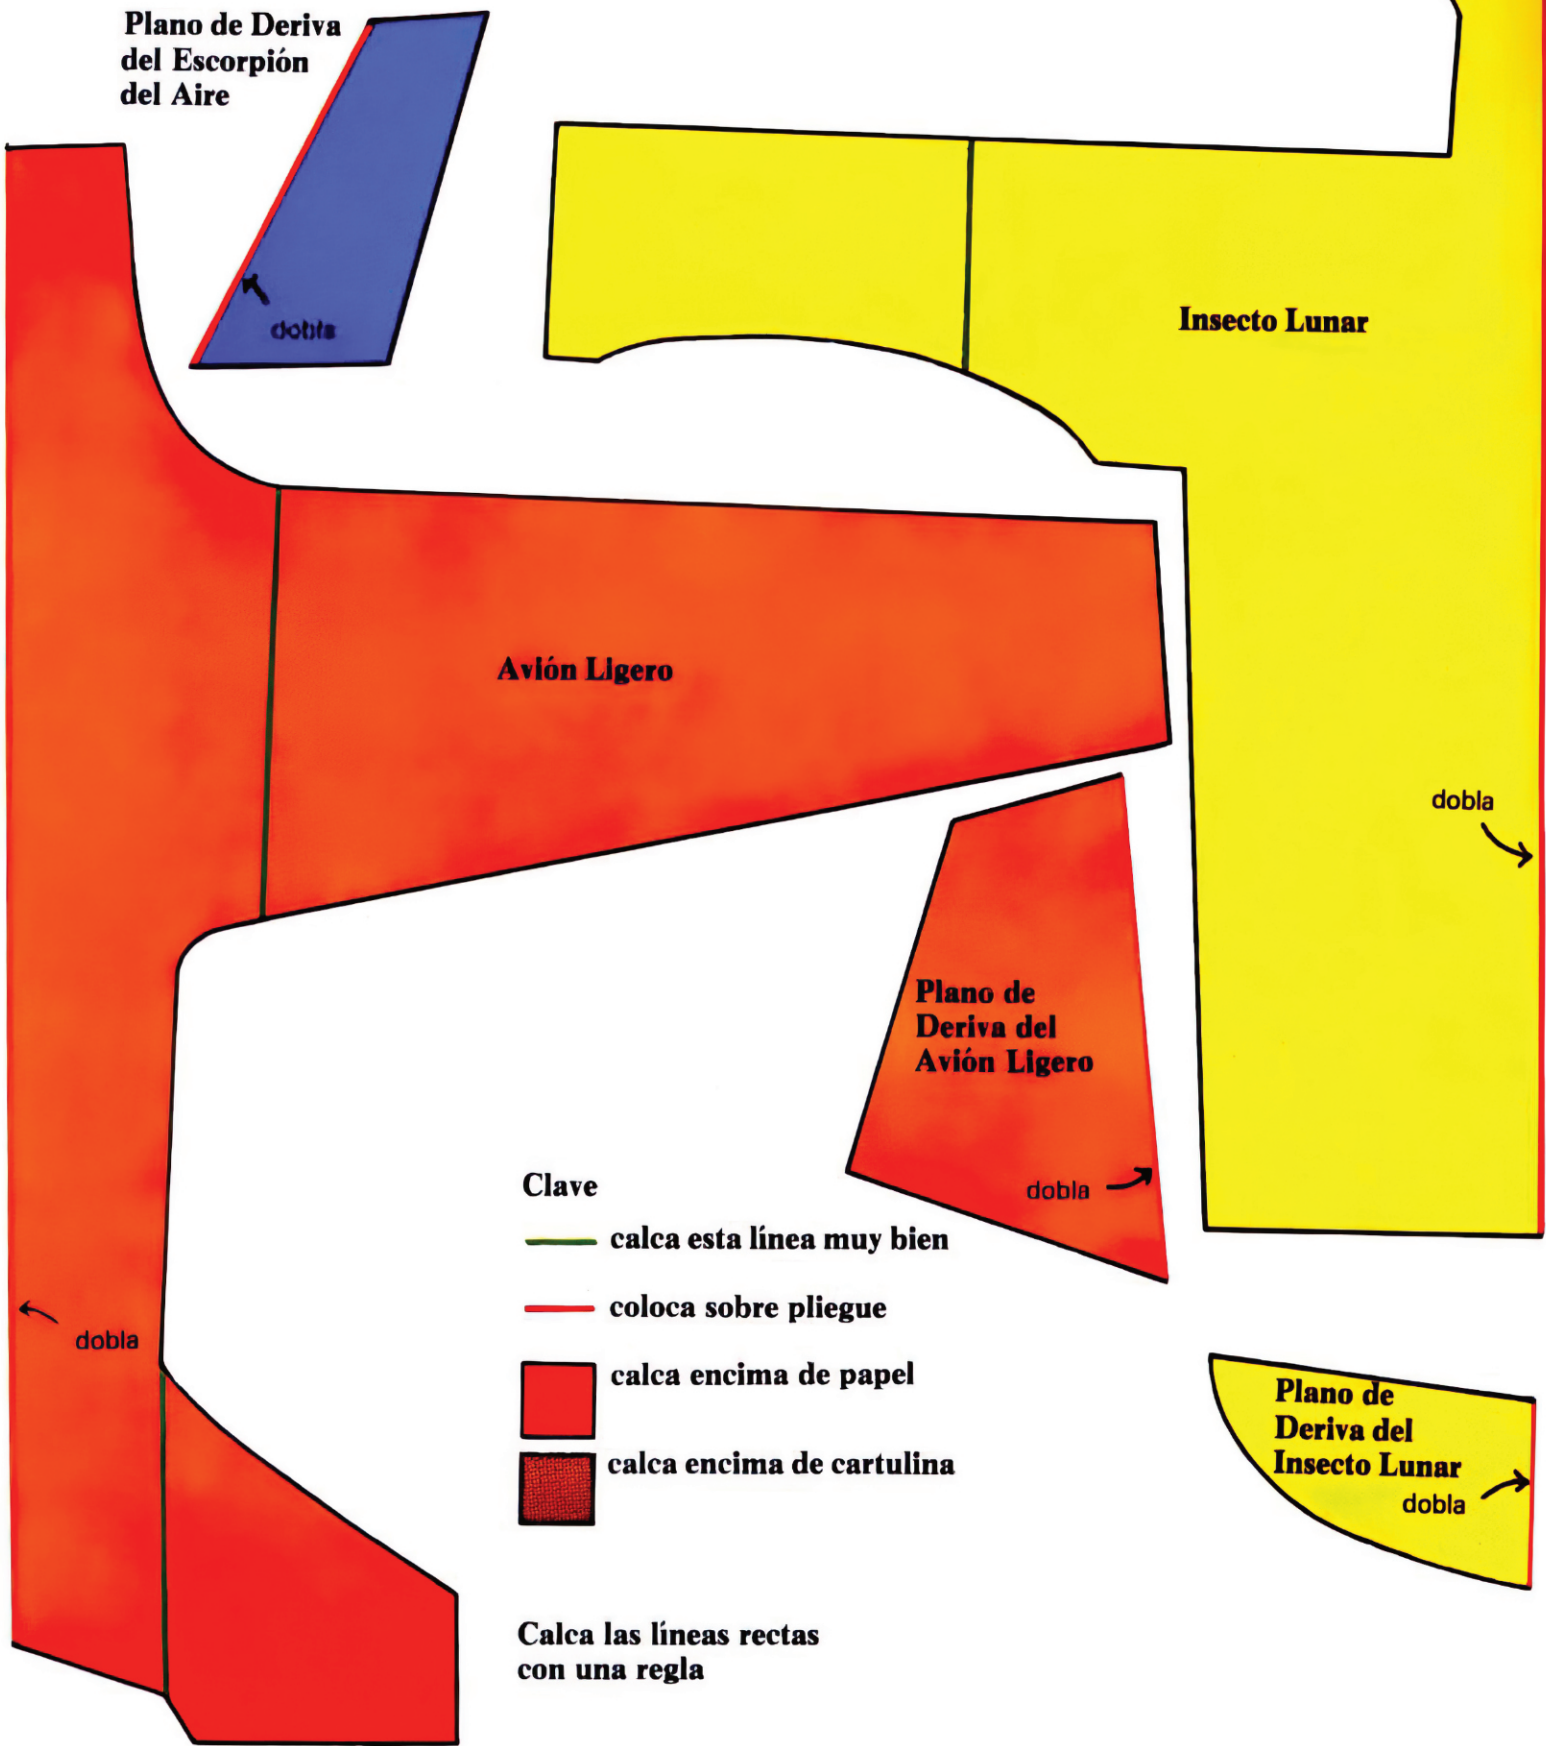 Plano de Deriva
del Escorpión
del Aire
dobla
Insecto Lunar
Avión Ligero
dobla
Plano de
Deriva del
Avión Ligero
dobla
Clave
calca esta línea muy bien
coloca sobre pliegue
calca encima de papel
calca encima de cartulina
dobla
Plano de
Deriva del
Insecto Lunar
dobla
Calca las líneas rectas
con una regla